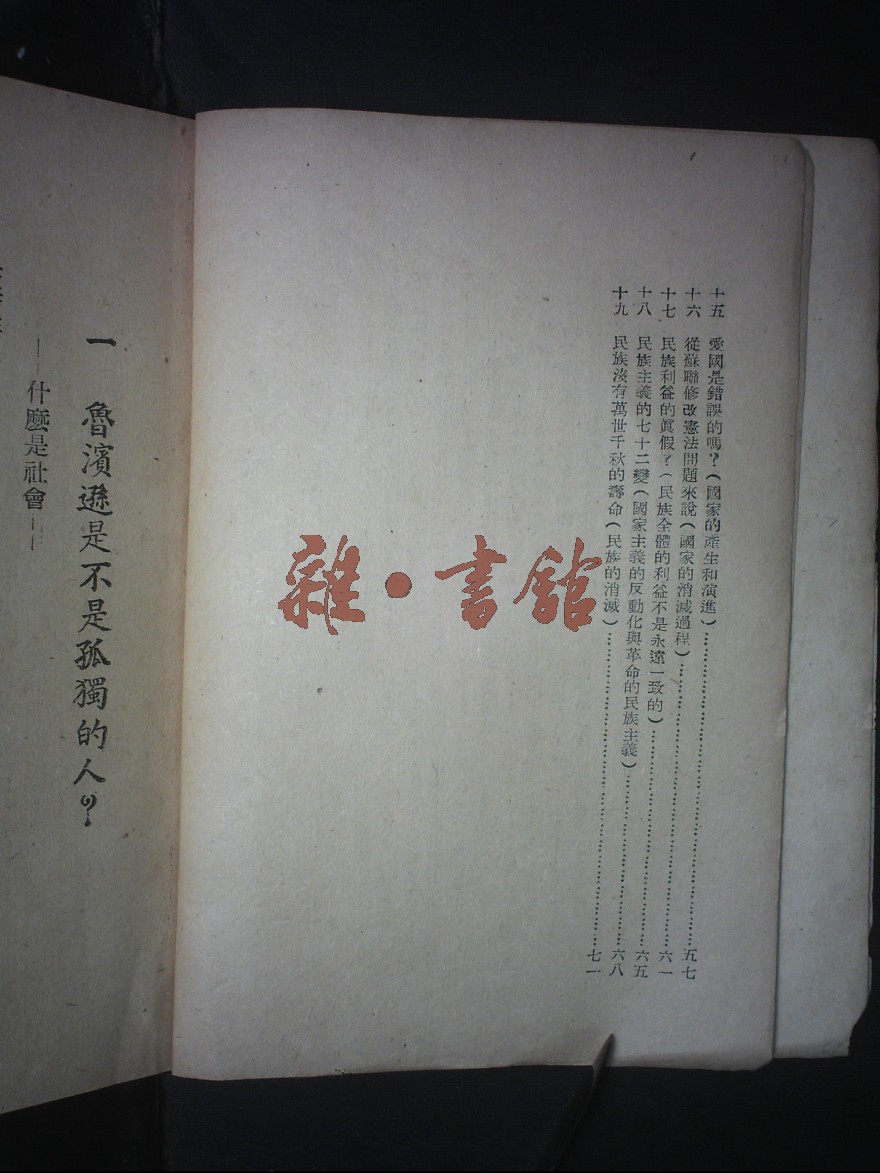 十五　愛國是錯誤的嗎？（國家的產生和演進）……五七
十六　從蘇聯修改憲法問題來說（國家的消滅過程）……六一
十七　民族利益的眞假？（民族全體的利益不是永遠一致的）……六五
十八　民族主義的七十二變（國家主義的反動化與革命的民族主義）……六八
十九　民族沒有萬世千秋的壽命（民族的消滅）……七一
雜·書館
一　魯濱遜是不是孤獨的人？
——什麼是社會——